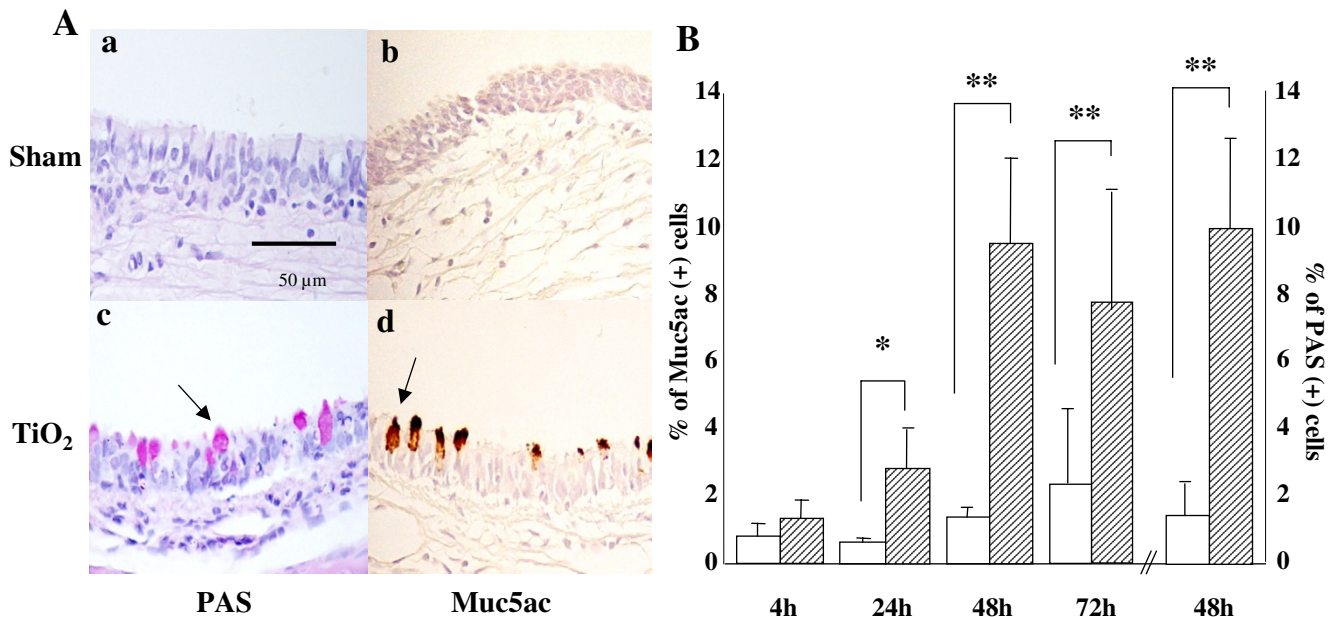 A
a
b
Sham
50 µm
c
d
TiO2
PAS
Muc5ac
B
% of Muc5ac (+) cells
14
12
10
8
6
4
2
0
*
**
**
**
14
12
10
8
6
4
2
0
% of PAS (+) cells
4h
24h
48h
72h
//
48h